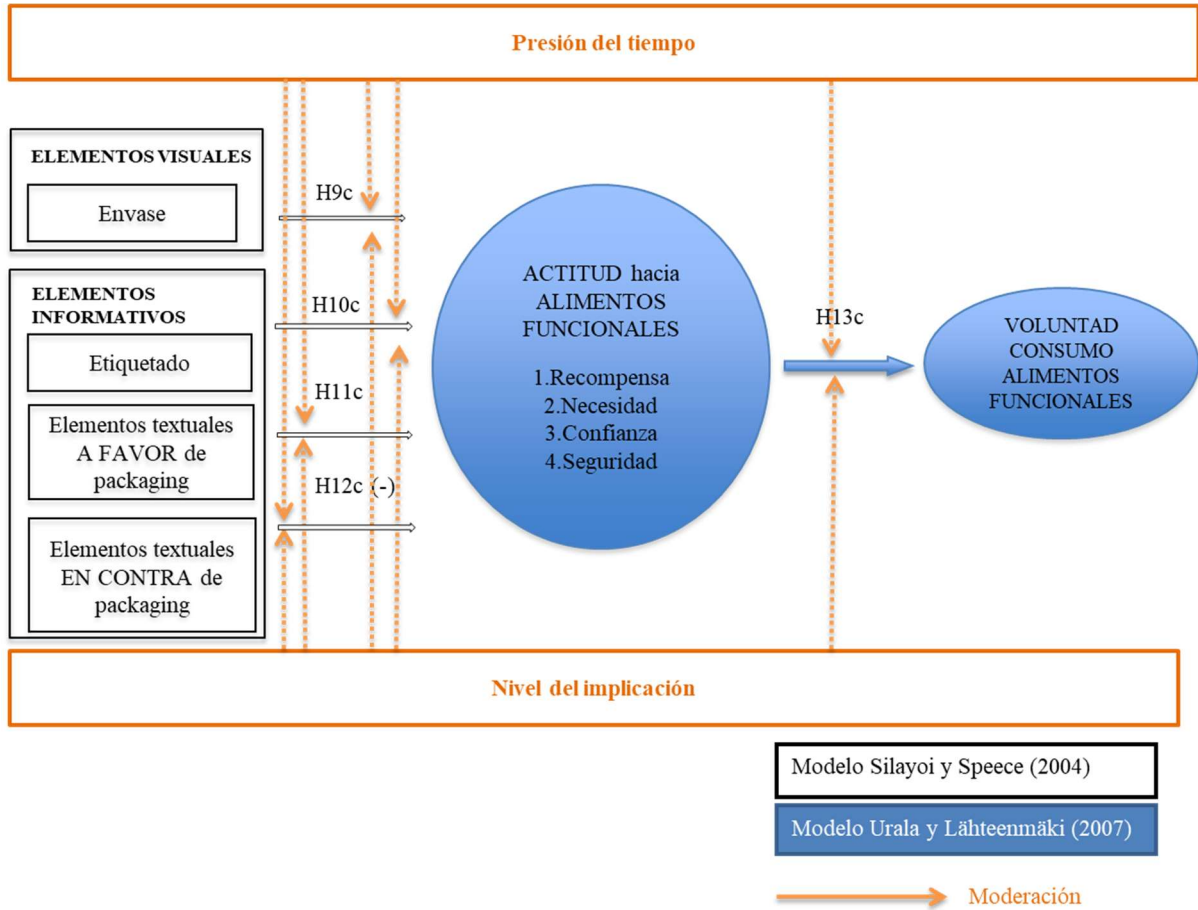 Presión del tiempo
ELEMENTOS VISUALES
Envase
ELEMENTOS
INFORMATIVOS
Etiquetado
Elementos textuales
A FAVOR de
packaging
Elementos textuales
EN CONTRA de
packaging
H9c
H10c
H11c
H12c (-)
ACTITUD hacia
ALIMENTOS
FUNCIONALES
1.Recompensa
2.Necesidad
3.Confianza
4.Seguridad
H13c
VOLUNTAD
CONSUMO
ALIMENTOS
FUNCIONALES
Nivel del implicación
Modelo Silayoi y Speece (2004)
Modelo Urala y Lähteenmäki (2007)
Moderación